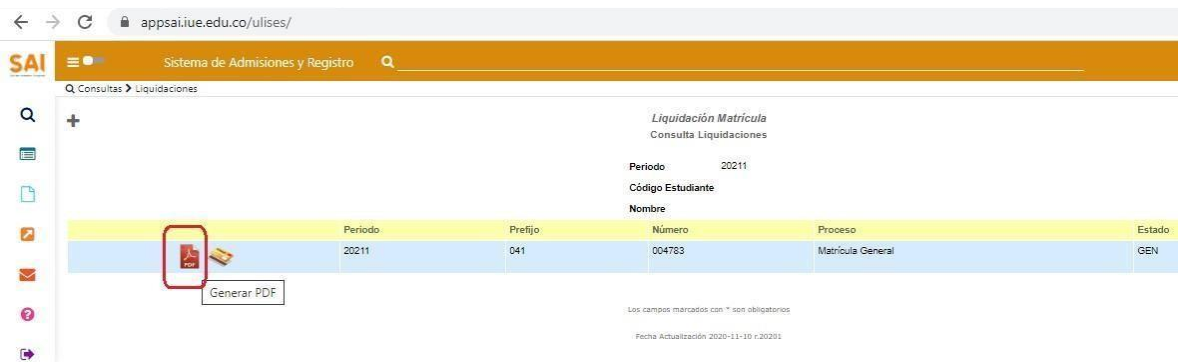 appsai.iue.edu.co/ulises/
SAI
Sistema de Admisiones y Registro
Consultas > Liquidaciones
Liquidación Matrícula
Consulta Liquidaciones
Periodo 20211
Código Estudiante
Nombre
Periodo Prefijo Número Proceso Estado
20211 041 004783 Matrícula General GEN
PDF
Generar PDF
Los campos marcados con * son obligatorios
Fecha Actualización 2020-11-10 r.20201